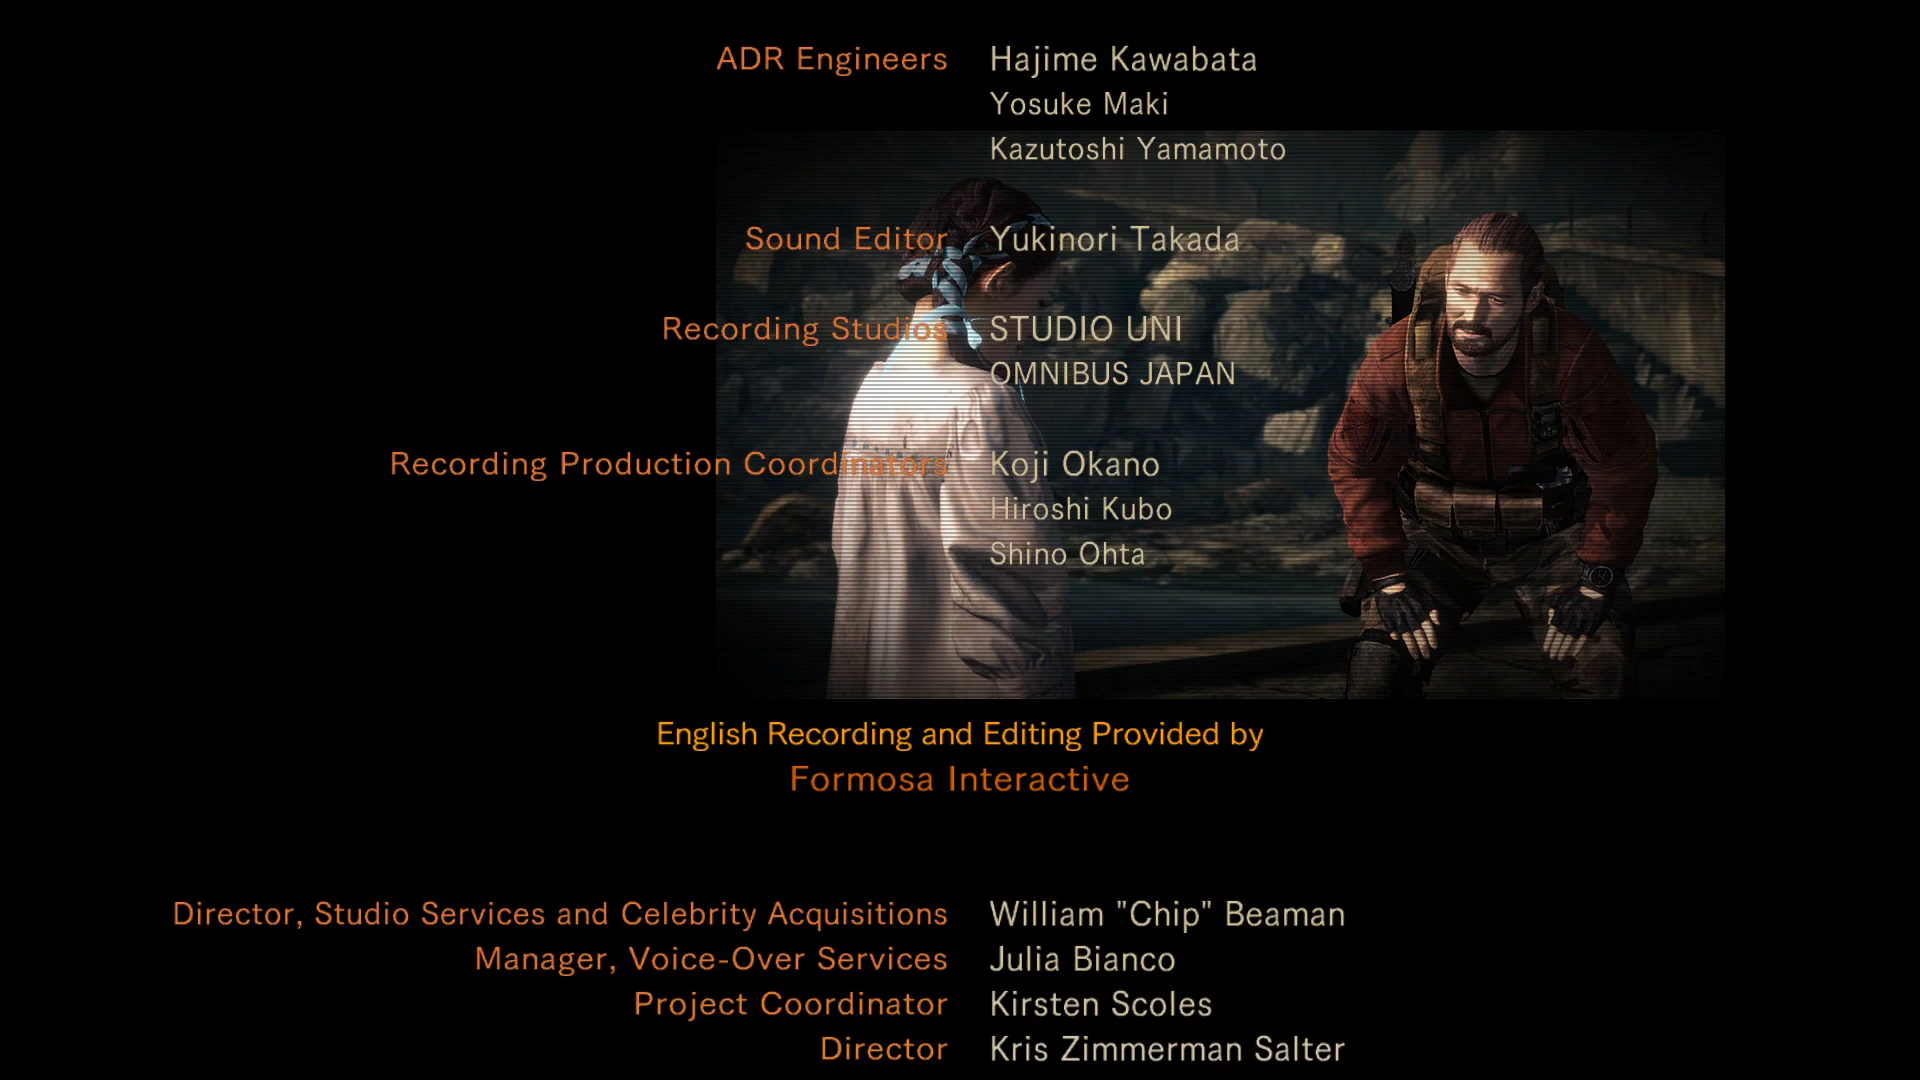 ADR Engineers Hajime Kawabata
Yosuke Maki
Kazutoshi Yamamoto
Sound Editor Yukinori Takada
Recording Studios STUDIO UNI
OMNIBUS JAPAN
Recording Production Coordinators Koji Okano
Hiroshi Kubo
Shino Ohta
English Recording and Editing Provided by
Formosa Interactive
Director, Studio Services and Celebrity Acquisitions William "Chip" Beaman
Manager, Voice-Over Services Julia Bianco
Project Coordinator Kirsten Scoles
Director Kris Zimmerman Salter